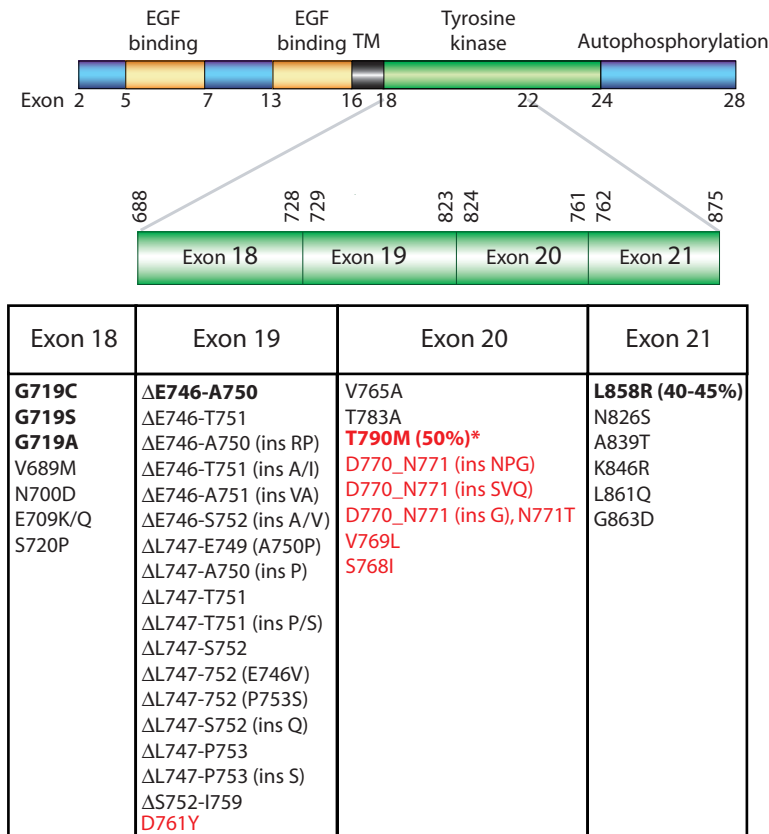 EGF EGF Tyrosine
binding binding TM kinase Autophosphorylation
Exon 2 5 7 13 16 18 22 24 28
688 728 729 823 824 761 762 875
Exon 18 Exon 19 Exon 20 Exon 21
Exon 18 Exon 19 Exon 20 Exon 21
G719C
G719S
G719A
V689M
N700D
E709K/Q
S720P
ΔE746-A750
ΔE746-T751
ΔE746-A750 (ins RP)
ΔE746-T751 (ins A/I)
ΔE746-A751 (ins VA)
ΔE746-S752 (ins A/V)
ΔL747-E749 (A750P)
ΔL747-A750 (ins P)
ΔL747-T751
ΔL747-T751 (ins P/S)
ΔL747-S752
ΔL747-752 (E746V)
ΔL747-752 (P753S)
ΔL747-S752 (ins Q)
ΔL747-P753
ΔL747-P753 (ins S)
ΔS752-I759
D761Y
V765A
T783A
T790M (50%)*
D770_N771 (ins NPG)
D770_N771 (ins SVQ)
D770_N771 (ins G), N771T
V769L
S768I
L858R (40-45%)
N826S
A839T
K846R
L861Q
G863D